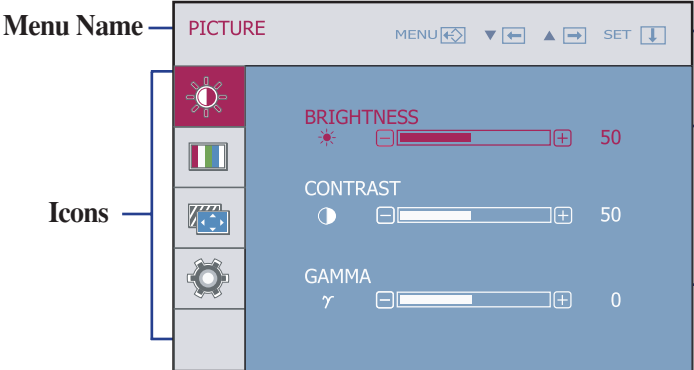 Menu Name
PICTURE MENU ▼ ▲ SET
BRIGHTNESS
50
CONTRAST
Icons
50
GAMMA
γ 0